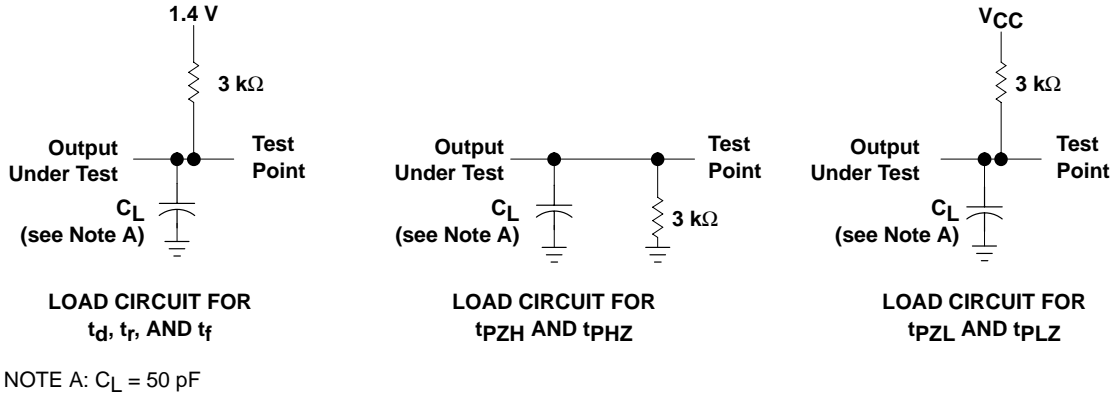 1.4 V
3 kΩ
Output
Under Test
Test
Point
CL
(see Note A)
LOAD CIRCUIT FOR
td, tr, AND tf
Output
Under Test
Test
Point
CL
(see Note A)
3 kΩ
LOAD CIRCUIT FOR
tPZH AND tPHZ
VCC
3 kΩ
Output
Under Test
Test
Point
CL
(see Note A)
LOAD CIRCUIT FOR
tPZL AND tPLZ
NOTE A: CL = 50 pF